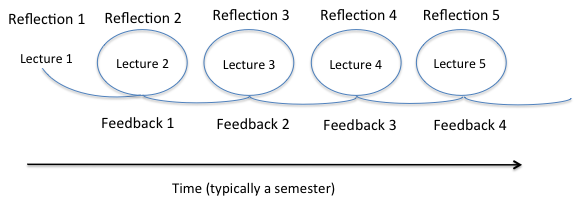 Reflection 1
Reflection 2
Reflection 3
Reflection 4
Reflection 5
Lecture 1
Lecture 2
Lecture 3
Lecture 4
Lecture 5
Feedback 1
Feedback 2
Feedback 3
Feedback 4
Time (typically a semester)